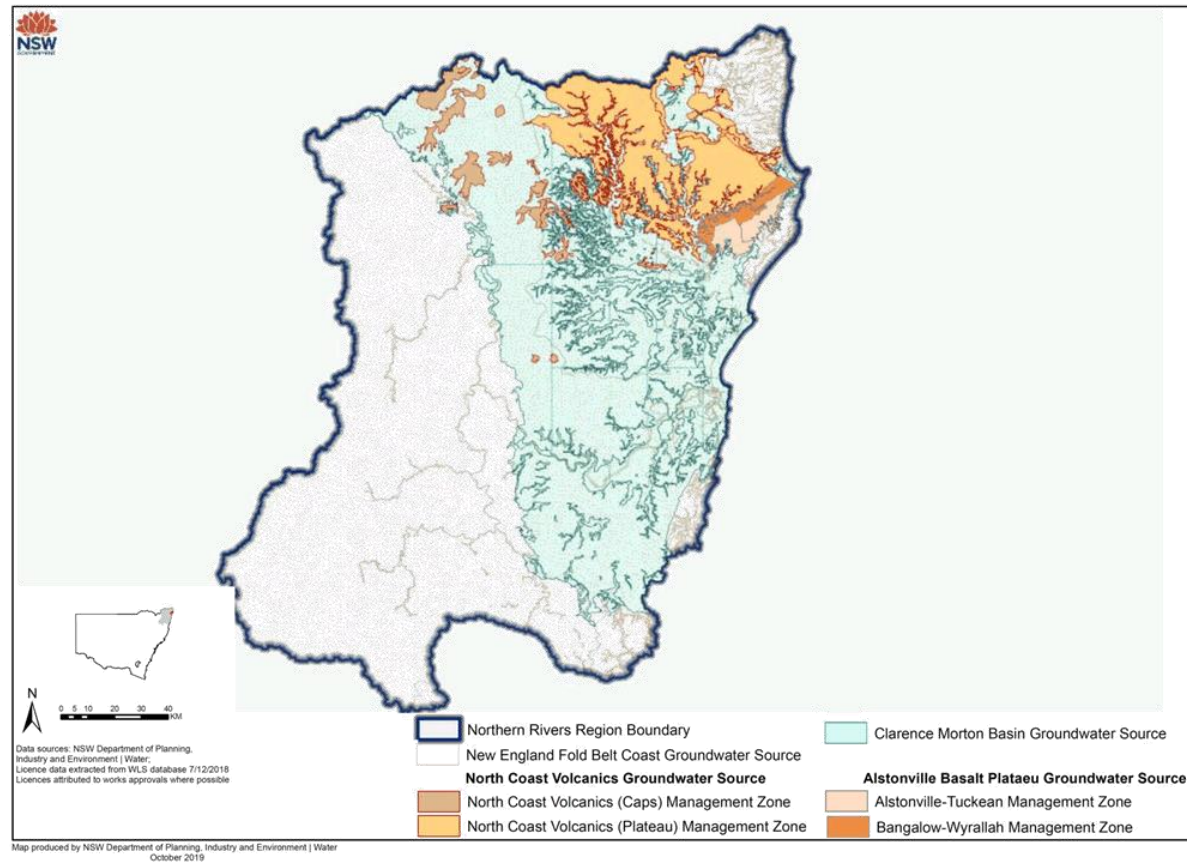 NSW
N
0 5 10 20 30 40
KM
Data sources: NSW Department of Planning,
Industry and Environment | Water;
Licence data extracted from WLS database 7/12/2018
Licences attributed to works approvals where possible
Northern Rivers Region Boundary
New England Fold Belt Coast Groundwater Source
North Coast Volcanics Groundwater Source
North Coast Volcanics (Caps) Management Zone
North Coast Volcanics (Plateau) Management Zone
Clarence Morton Basin Groundwater Source
Alstonville Basalt Plataeu Groundwater Source
Alstonville-Tuckean Management Zone
Bangalow-Wyrallah Management Zone
Map produced by NSW Department of Planning, Industry and Environment | Water
October 2019